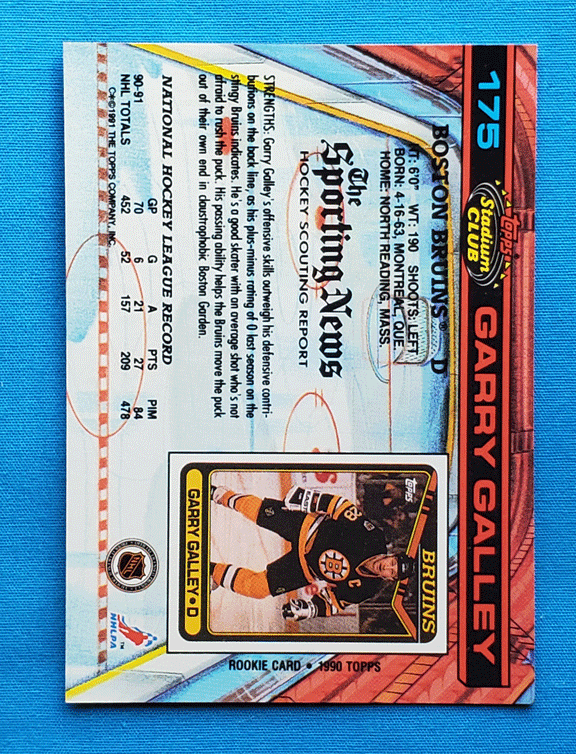 175
TOPPS
Stadium
CLUB
GARRY GALLEY
BOSTON BRUINS® D
HT: 6'0" WT: 190 SHOOTS: LEFT
BORN: 4-16-63, MONTREAL, QUE.
HOME: NORTH READING, MASS.
The
Sporting News
HOCKEY SCOUTING REPORT
STRENGTHS: Garry Galley's offensive skills outweigh his defensive contri-
butions on the back line, as his plus-minus rating of 0 last season on the
stingy Bruins indicates. He's a good skater with an average shot who's not
afraid to rush the puck. His passing ability helps the Bruins move the puck
out of their own end in claustrophobic Boston Garden.
NATIONAL HOCKEY LEAGUE RECORD
GP G A PTS PIM
90-91 70 6 21 27 84
NHL TOTALS 452 52 157 209 478
C⋆©1991 THE TOPPS COMPANY, INC.
BRUINS
TOPPS
B
C
GARRY GALLEY • D
ROOKIE CARD • 1990 TOPPS
NHL
NHLPA
TM